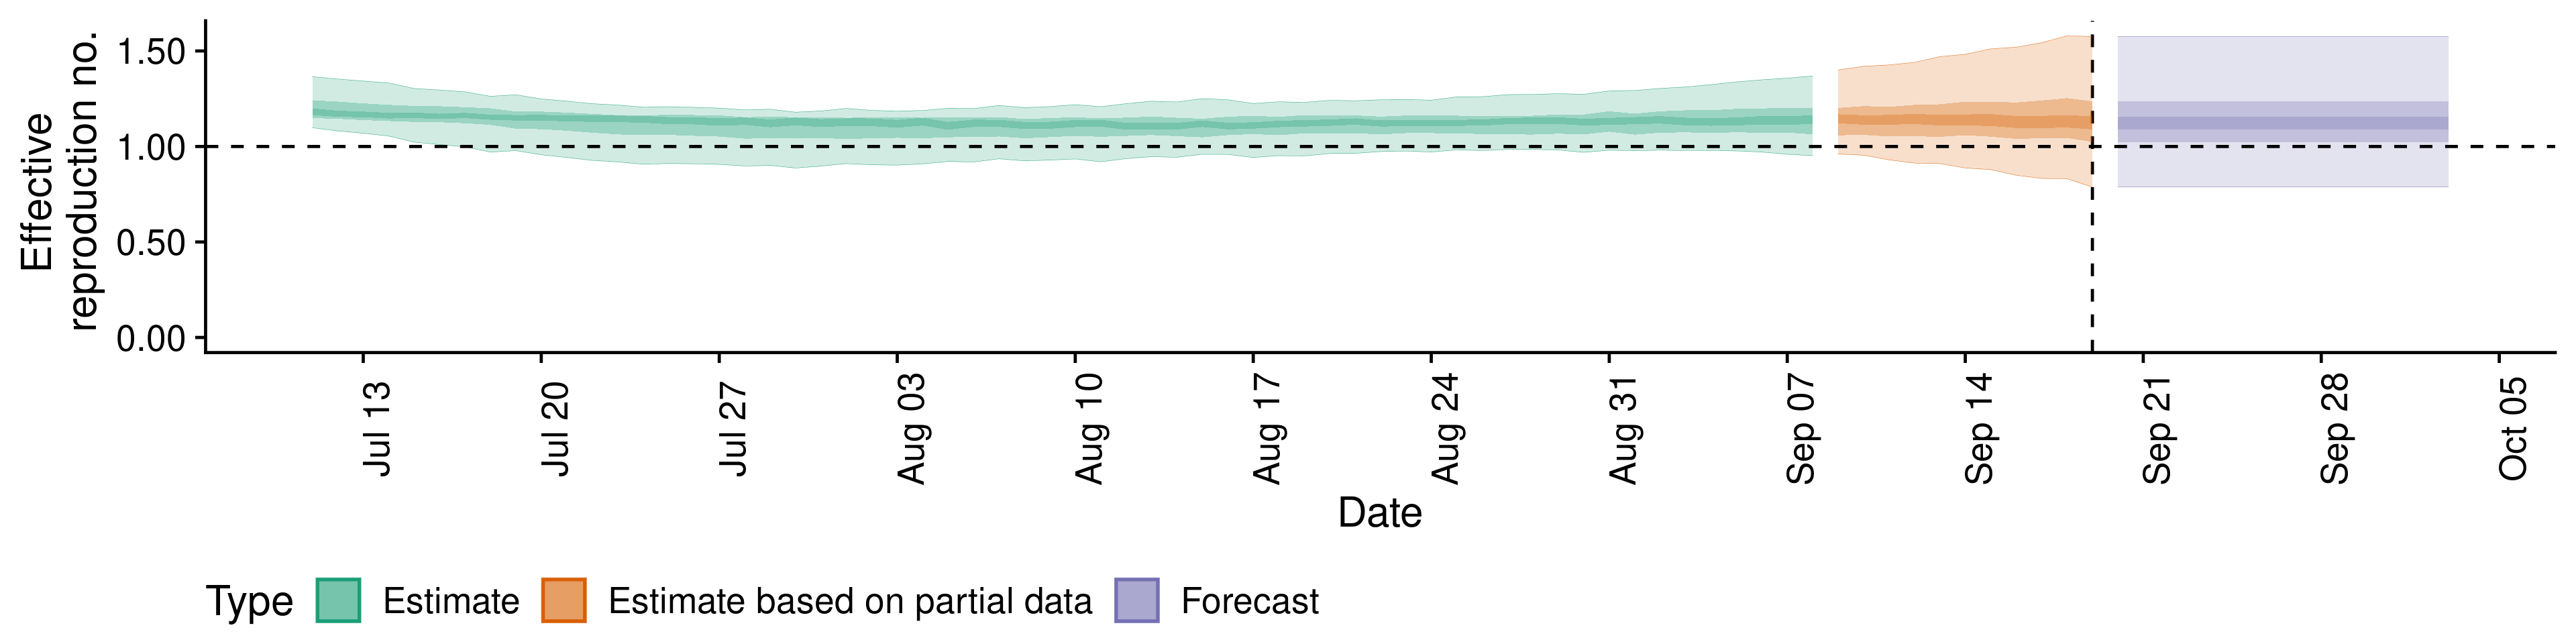 Effective
reproduction no.
1.50
1.00
0.50
0.00
Jul 13
Jul 20
Jul 27
Aug 03
Aug 10
Aug 17
Aug 24
Aug 31
Sep 07
Sep 14
Sep 21
Sep 28
Oct 05
Date
Type Estimate Estimate based on partial data Forecast